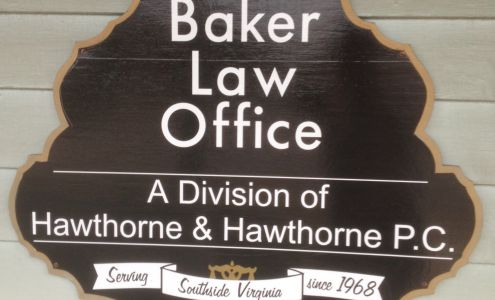 Baker
Law
Office
A Division of
Hawthorne & Hawthorne P.C.
Serving Southside Virginia since 1968